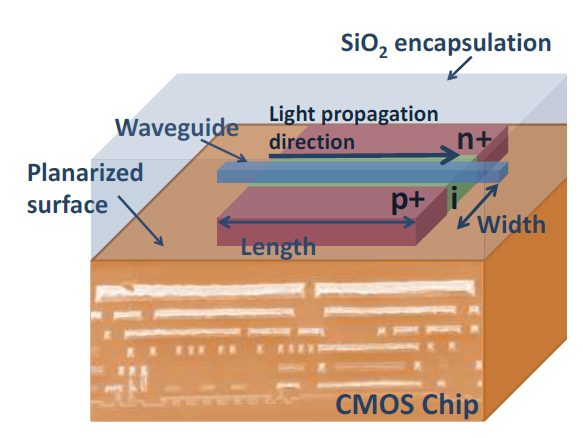 SiO₂ encapsulation
Light propagation
direction
Waveguide
n+
Planarized
surface
p+
i
Width
Length
CMOS Chip